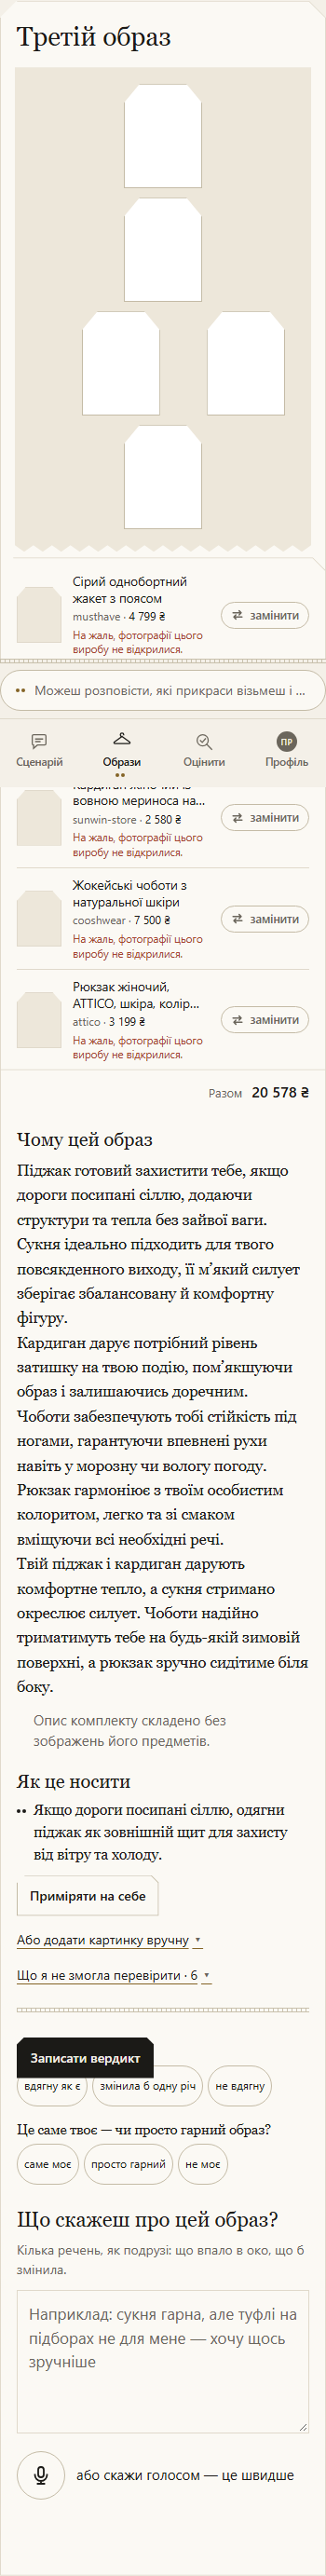 Третій образ
Сірий однобортний
жакет з поясом
musthave · 4 799 ₴
На жаль, фотографії цього
виробу не відкрилися.
замінити
Можеш розповісти, які прикраси візьмеш і ...
Сценарій
Образи
Оцінити
ПР
Профіль
Кардиган жіночий із
вовною мериноса на...
sunwin-store · 2 580 ₴
На жаль, фотографії цього
виробу не відкрилися.
замінити
Жокейські чоботи з
натуральної шкіри
cooshwear · 7 500 ₴
На жаль, фотографії цього
виробу не відкрилися.
замінити
Рюкзак жіночий,
ATTICO, шкіра, колір...
attico · 3 199 ₴
На жаль, фотографії цього
виробу не відкрилися.
замінити
Разом 20 578 ₴
Чому цей образ
Піджак готовий захистити тебе, якщо
дороги посипані сіллю, додаючи
структури та тепла без зайвої ваги.
Сукня ідеально підходить для твого
повсякденного виходу, її м’який силует
зберігає збалансовану й комфортну
фігуру.
Кардиган дарує потрібний рівень
затишку на твою подію, пом’якшуючи
образ і залишаючись доречним.
Чоботи забезпечують тобі стійкість під
ногами, гарантуючи впевнені рухи
навіть у морозну чи вологу погоду.
Рюкзак гармоніює з твоїм особистим
колоритом, легко та зі смаком
вміщуючи всі необхідні речі.
Твій піджак і кардиган дарують
комфортне тепло, а сукня стримано
окреслює силует. Чоботи надійно
триматимуть тебе на будь-якій зимовій
поверхні, а рюкзак зручно сидітиме біля
боку.
Опис комплекту складено без
зображень його предметів.
Як це носити
Якщо дороги посипані сіллю, одягни
піджак як зовнішній щит для захисту
від вітру та холоду.
Приміряти на себе
Або додати картинку вручну
Що я не змогла перевірити · 6
Записати вердикт
вдягну як є
змінила б одну річ
не вдягну
Це саме твоє — чи просто гарний образ?
саме моє
просто гарний
не моє
Що скажеш про цей образ?
Кілька речень, як подрузі: що впало в око, що б
змінила.
Наприклад: сукня гарна, але туфлі на
підборах не для мене — хочу щось
зручніше
або скажи голосом — це швидше